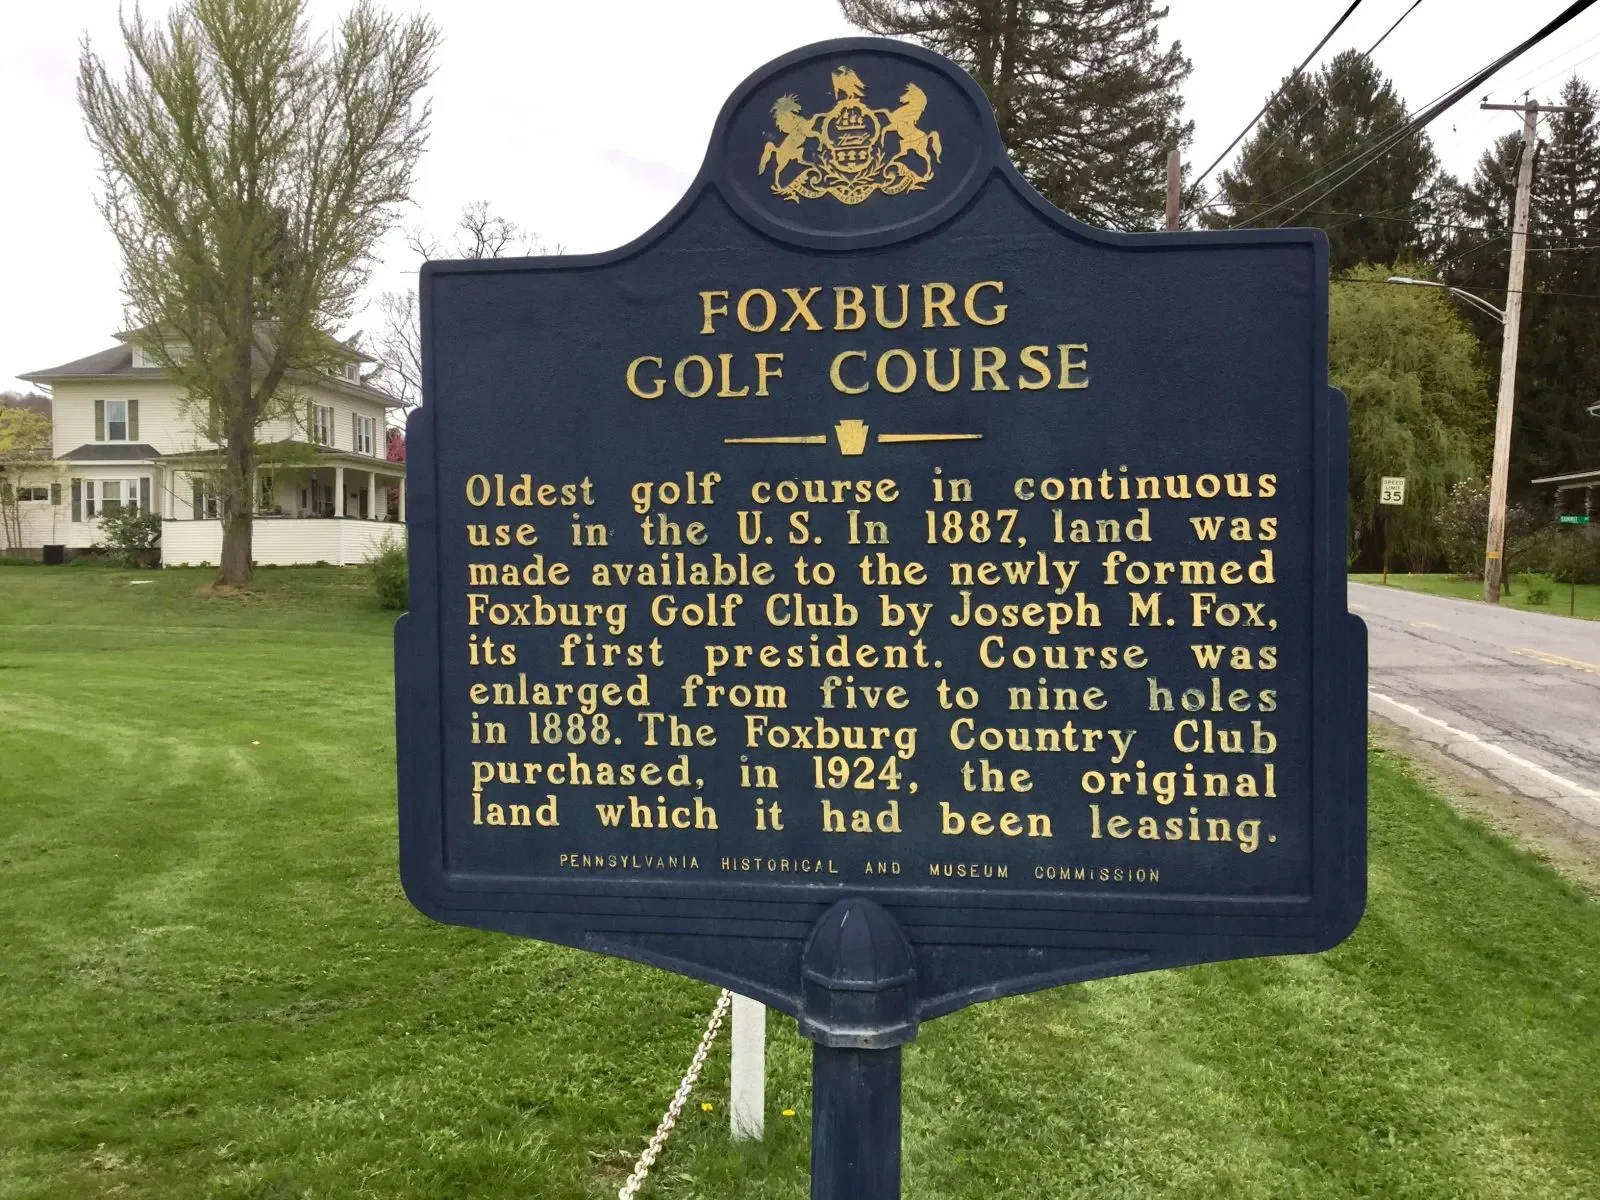 FOXBURG
GOLF COURSE
Oldest golf course in continuous
use in the U.S. In 1887, land was
made available to the newly formed
Foxburg Golf Club by Joseph M. Fox,
its first president. Course was
enlarged from five to nine holes
in 1888. The Foxburg Country Club
purchased, in 1924, the original
land which it had been leasing.
PENNSYLVANIA HISTORICAL AND MUSEUM COMMISSION
SPEED
LIMIT
35